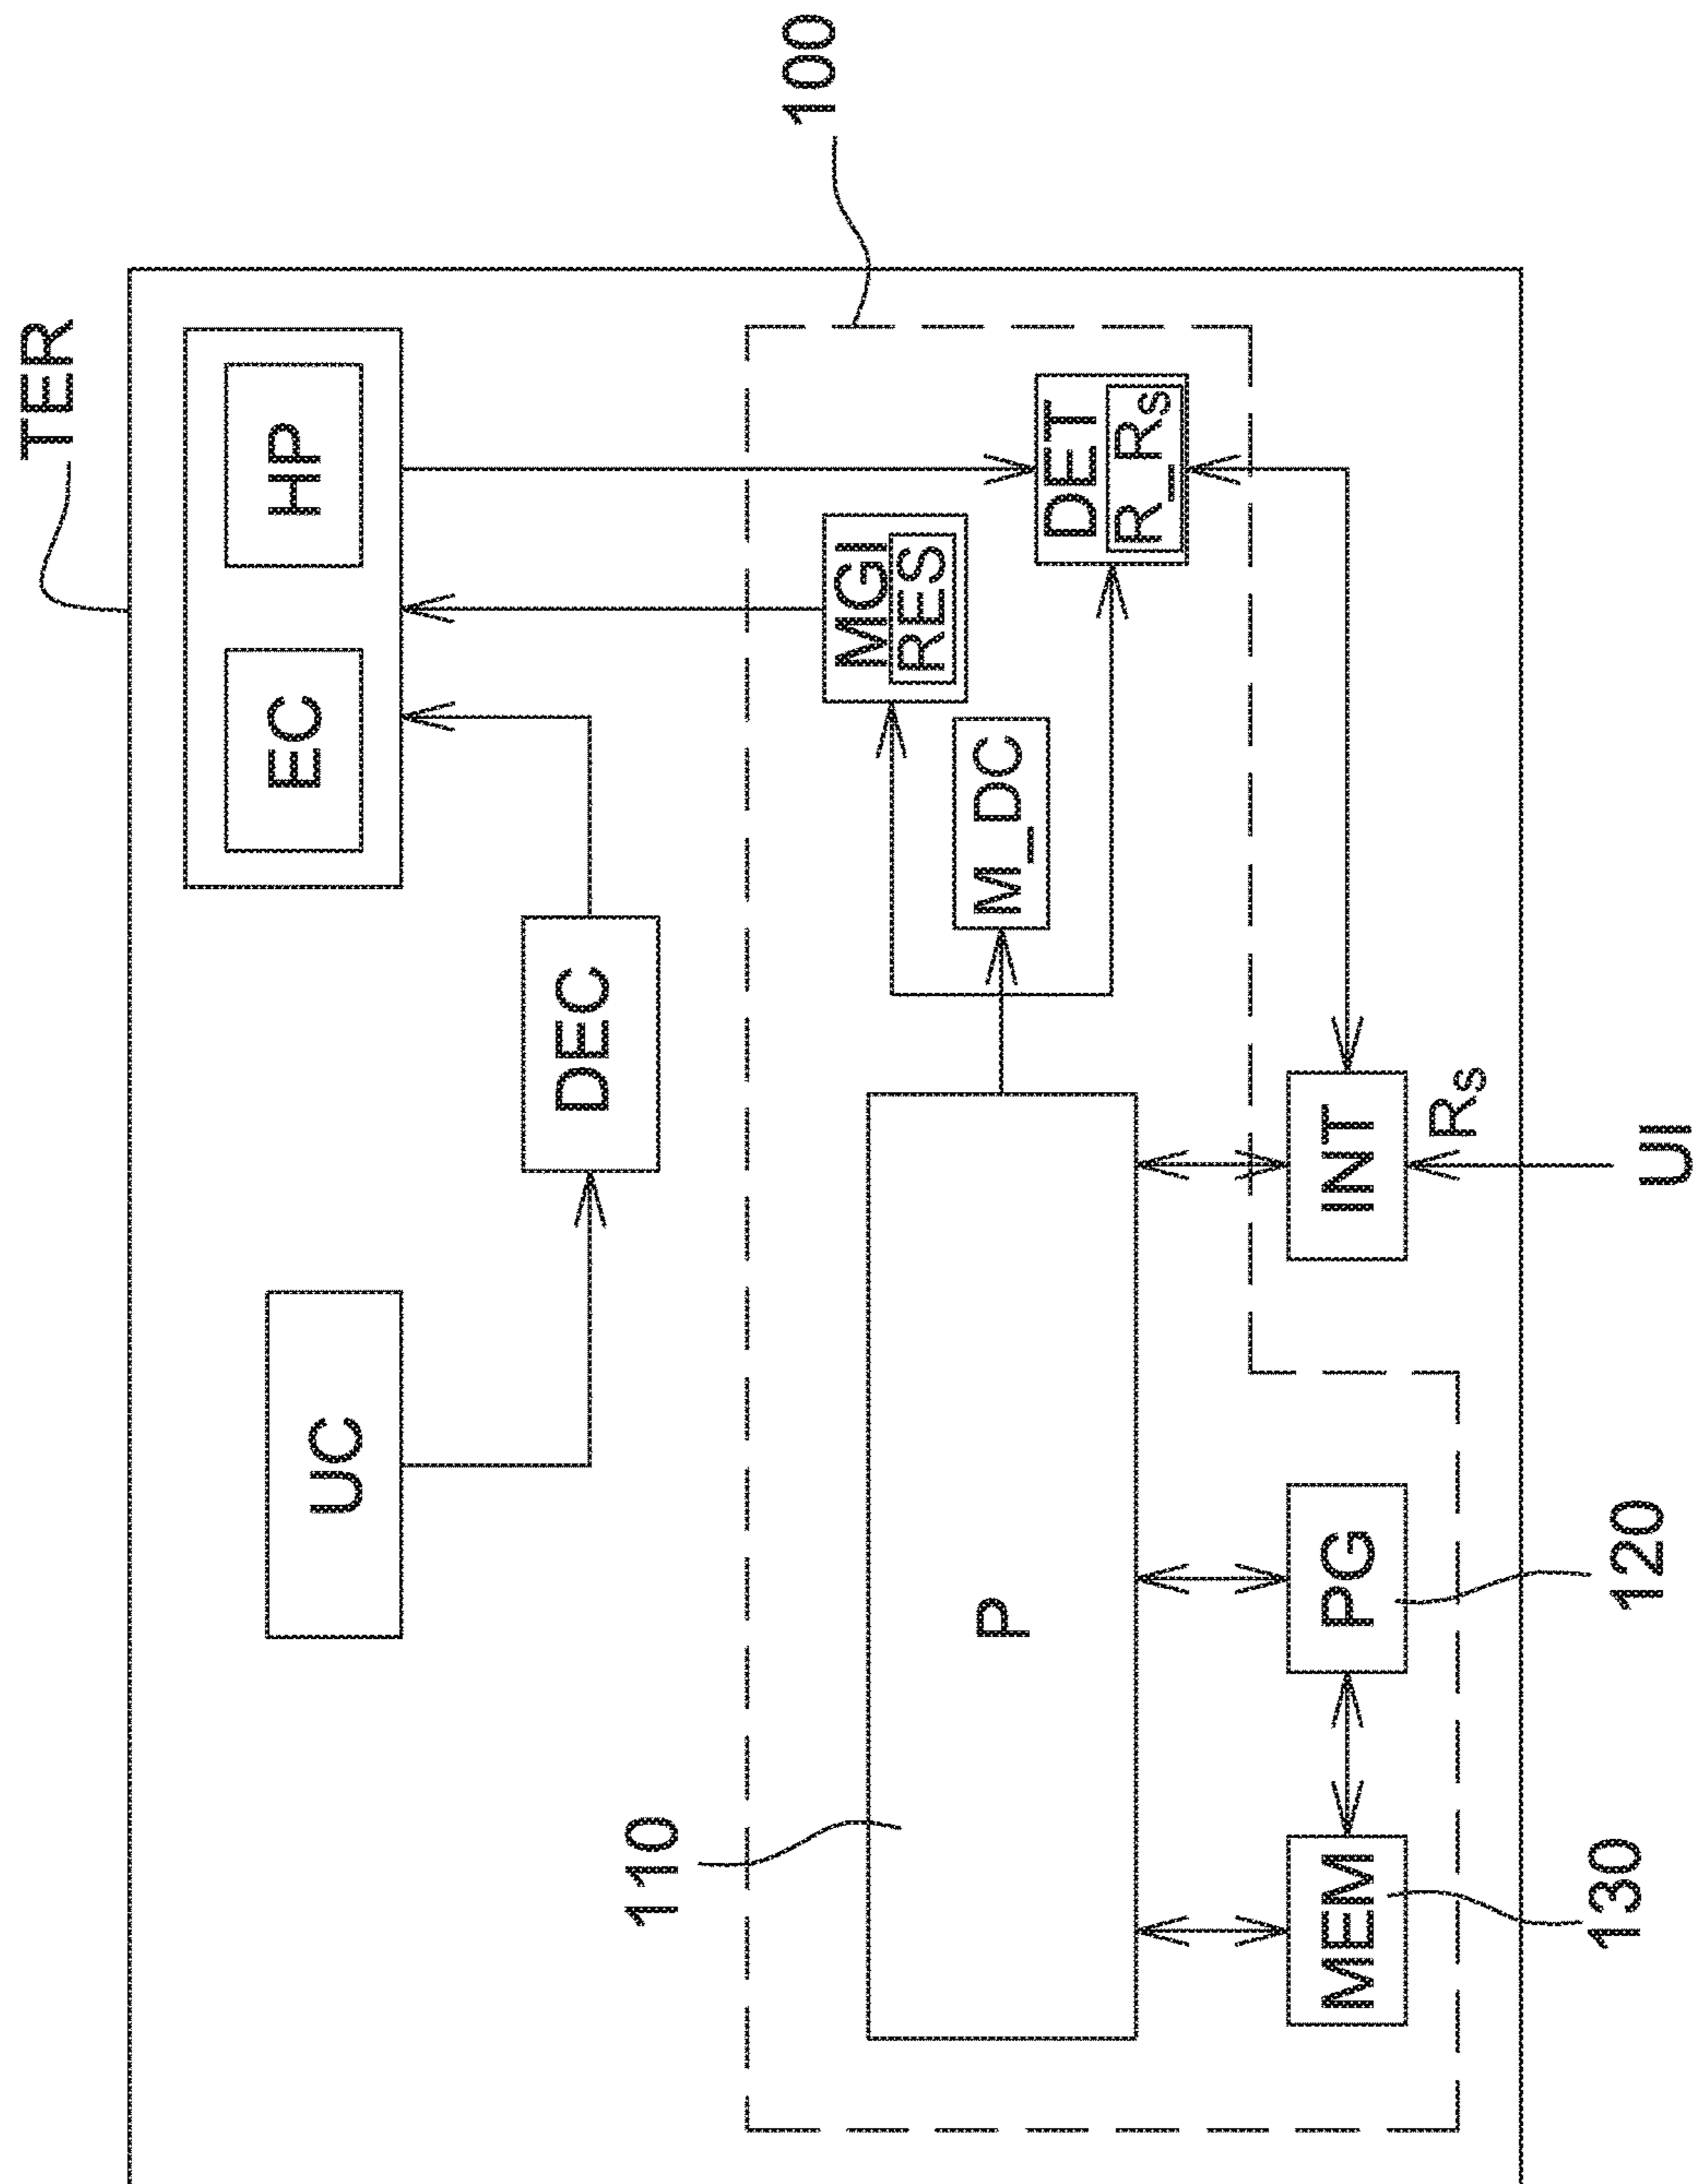 TER
100
EC
HP
UC
DEC
MGI
RES
M_DC
DET
R_Rs
110
P
MEM
PG
INT
Rs
130
120
UI